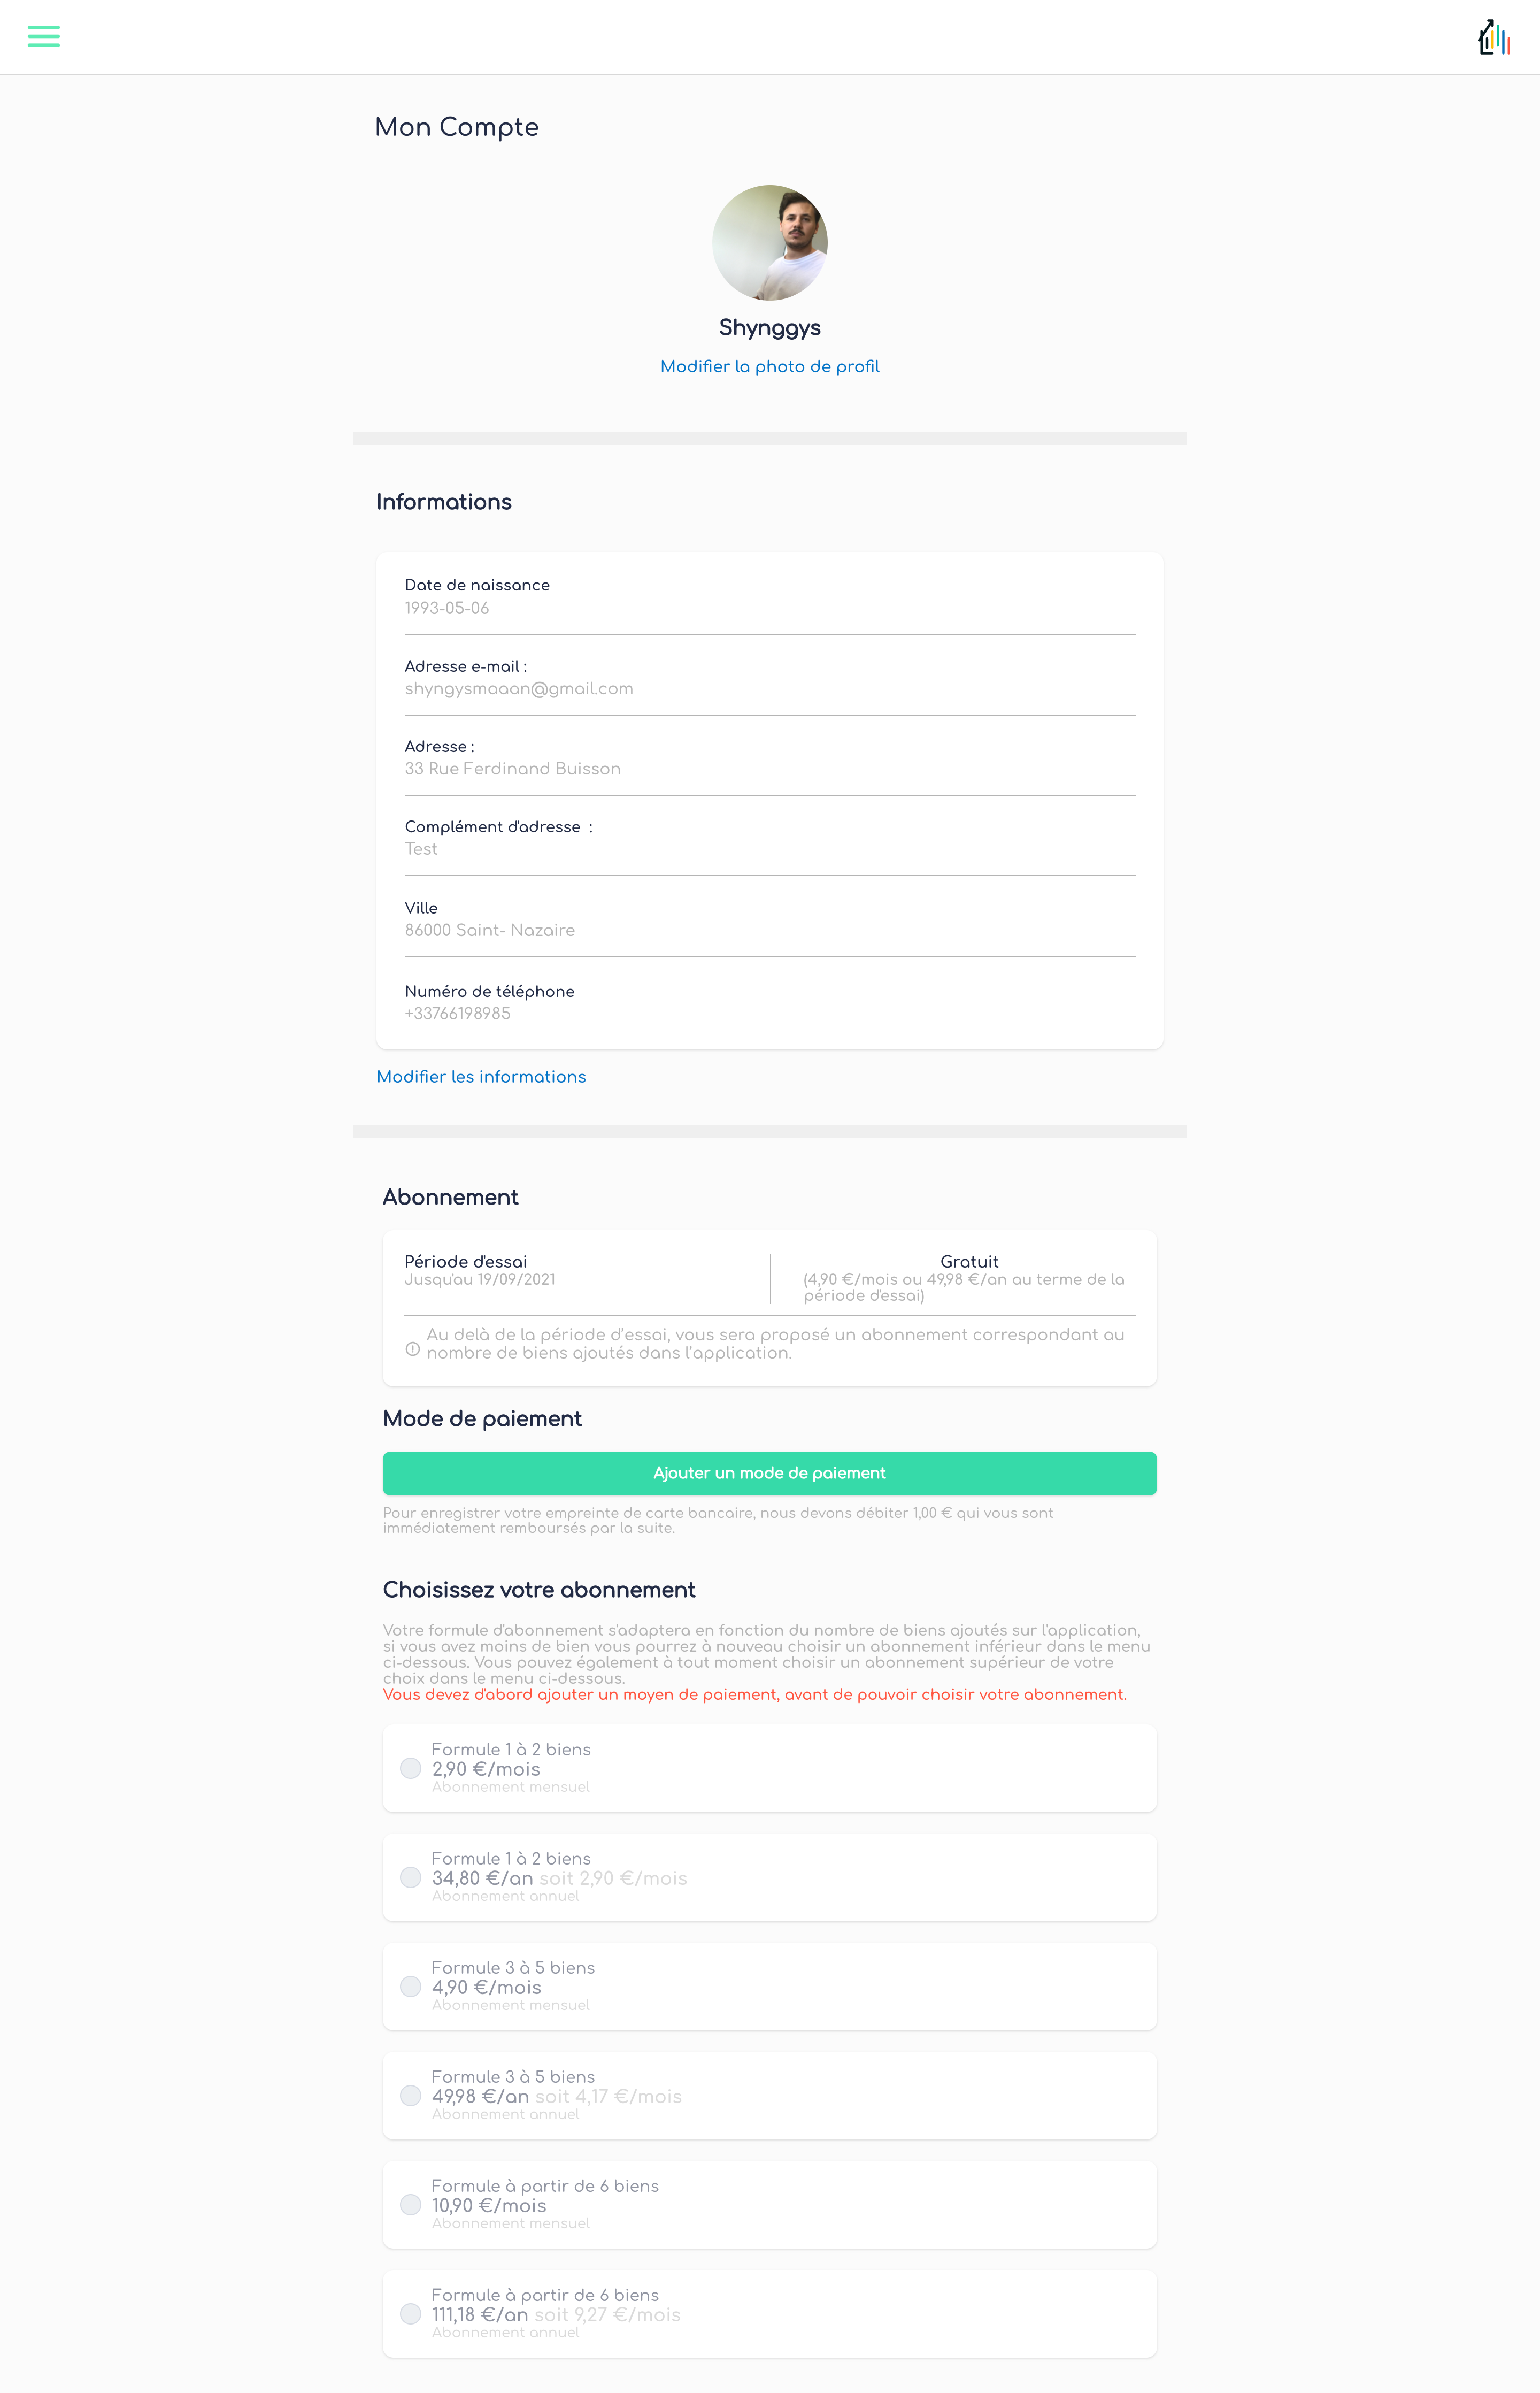 Mon Compte
Shynggys
Modifier la photo de profil
Informations
Date de naissance
1993-05-06
Adresse e-mail :
shyngysmaaan@gmail.com
Adresse :
33 Rue Ferdinand Buisson
Complément d'adresse  :
Test
Ville
86000 Saint- Nazaire
Numéro de téléphone
+33766198985
Modifier les informations
Abonnement
Période d'essai
Jusqu'au 19/09/2021
Gratuit
(4,90 €/mois ou 49,98 €/an au terme de la
période d'essai)
Au delà de la période d’essai, vous sera proposé un abonnement correspondant au
nombre de biens ajoutés dans l’application.
Mode de paiement
Ajouter un mode de paiement
Pour enregistrer votre empreinte de carte bancaire, nous devons débiter 1,00 € qui vous sont
immédiatement remboursés par la suite.
Choisissez votre abonnement
Votre formule d'abonnement s'adaptera en fonction du nombre de biens ajoutés sur l'application,
si vous avez moins de bien vous pourrez à nouveau choisir un abonnement inférieur dans le menu
ci-dessous. Vous pouvez également à tout moment choisir un abonnement supérieur de votre
choix dans le menu ci-dessous.
Vous devez d'abord ajouter un moyen de paiement, avant de pouvoir choisir votre abonnement.
Formule 1 à 2 biens
2,90 €/mois
Abonnement mensuel
Formule 1 à 2 biens
34,80 €/an soit 2,90 €/mois
Abonnement annuel
Formule 3 à 5 biens
4,90 €/mois
Abonnement mensuel
Formule 3 à 5 biens
49,98 €/an soit 4,17 €/mois
Abonnement annuel
Formule à partir de 6 biens
10,90 €/mois
Abonnement mensuel
Formule à partir de 6 biens
111,18 €/an soit 9,27 €/mois
Abonnement annuel